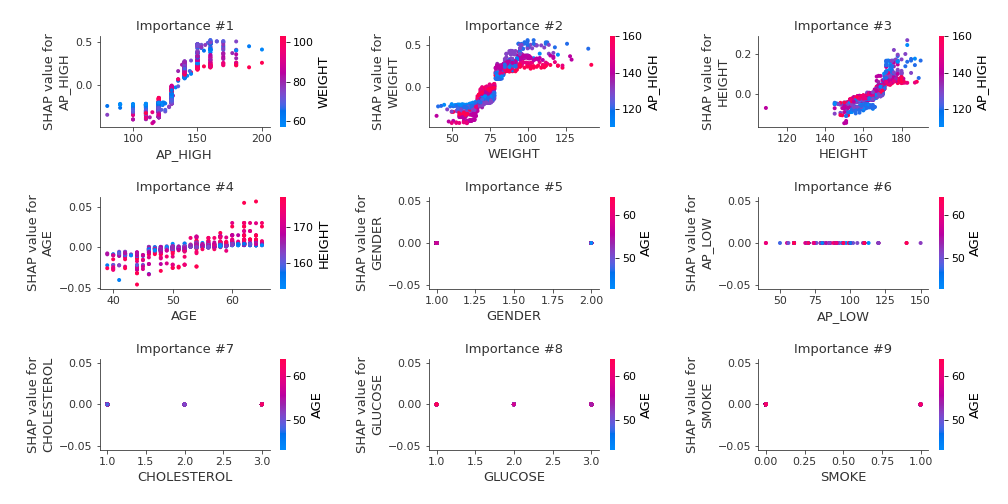 Importance #1
SHAP value for
AP_HIGH
0.5
0.0
100
150
200
AP_HIGH
100
80
60
WEIGHT
Importance #2
SHAP value for
WEIGHT
0.5
0.0
50
75
100
125
WEIGHT
160
140
120
AP_HIGH
Importance #3
SHAP value for
HEIGHT
0.2
0.0
120
140
160
180
HEIGHT
160
140
120
AP_HIGH
Importance #4
SHAP value for
AGE
0.05
0.00
−0.05
40
50
60
AGE
170
160
HEIGHT
Importance #5
SHAP value for
GENDER
0.05
0.00
−0.05
1.00
1.25
1.50
1.75
2.00
GENDER
60
50
AGE
Importance #6
SHAP value for
AP_LOW
0.05
0.00
−0.05
50
75
100
125
150
AP_LOW
60
50
AGE
Importance #7
SHAP value for
CHOLESTEROL
0.05
0.00
−0.05
1.0
1.5
2.0
2.5
3.0
CHOLESTEROL
60
50
AGE
Importance #8
SHAP value for
GLUCOSE
0.05
0.00
−0.05
1.0
1.5
2.0
2.5
3.0
GLUCOSE
60
50
AGE
Importance #9
SHAP value for
SMOKE
0.05
0.00
−0.05
0.00
0.25
0.50
0.75
1.00
SMOKE
60
50
AGE